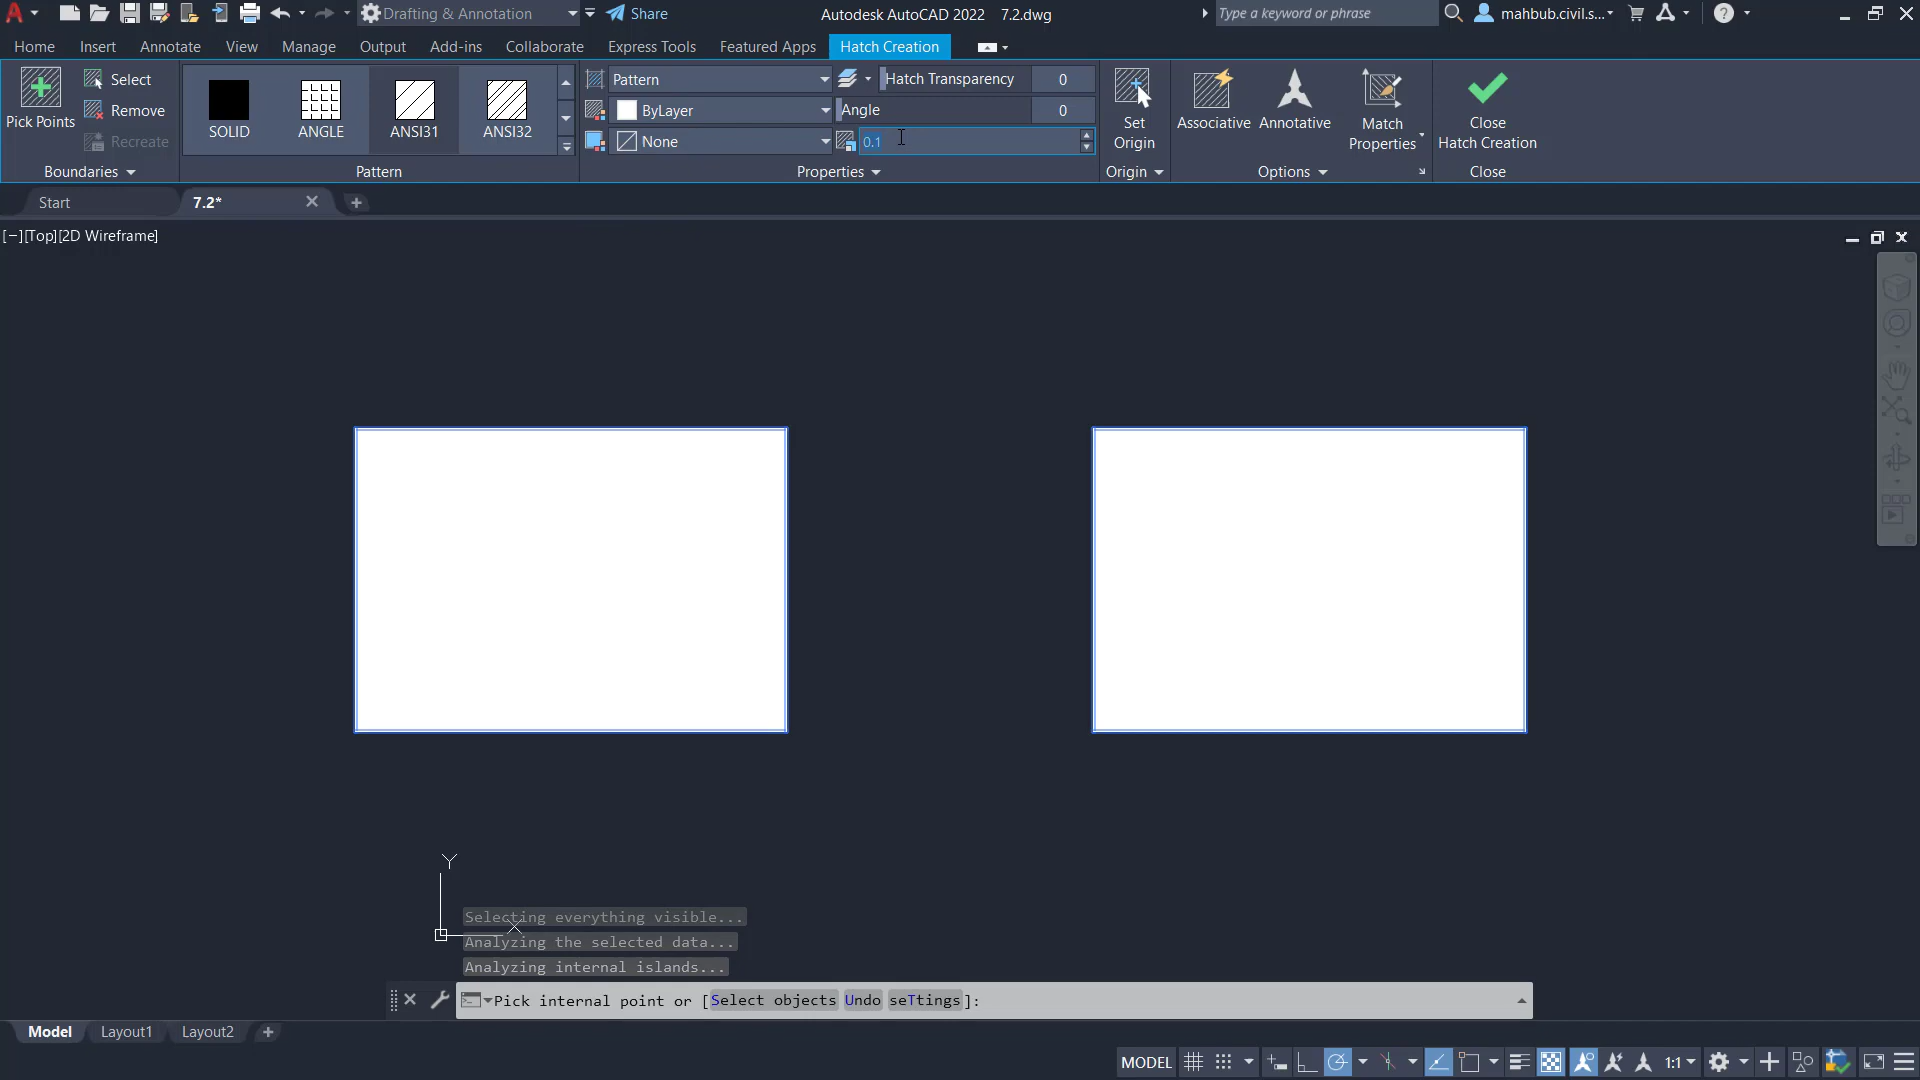 Drafting & Annotation
Share
Autodesk AutoCAD 2022 7.2.dwg
Type a keyword or phrase
mahbub.civil.s...
Home Insert Annotate View Manage Output Add-ins Collaborate Express Tools Featured Apps Hatch Creation
Pick Points
Select
Remove
Recreate
Boundaries
SOLID
ANGLE
ANSI31
ANSI32
Pattern
Pattern
ByLayer
None
Hatch Transparency 0
Angle 0
0.1
Properties
Set
Origin
Origin
Associative
Annotative
Match
Properties
Options
Close
Hatch Creation
Close
Start
7.2*
[−][Top][2D Wireframe]
Y
X
Selecting everything visible...
Analyzing the selected data...
Analyzing internal islands...
Pick internal point or [Select objects Undo seTtings]:
Model Layout1 Layout2
MODEL
1:1